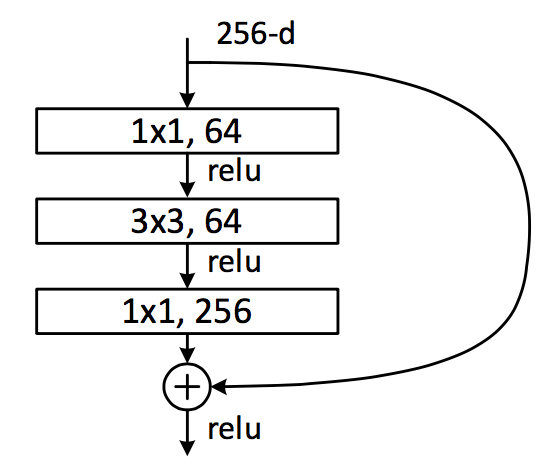 256-d
1x1, 64
relu
3x3, 64
relu
1x1, 256
+
relu